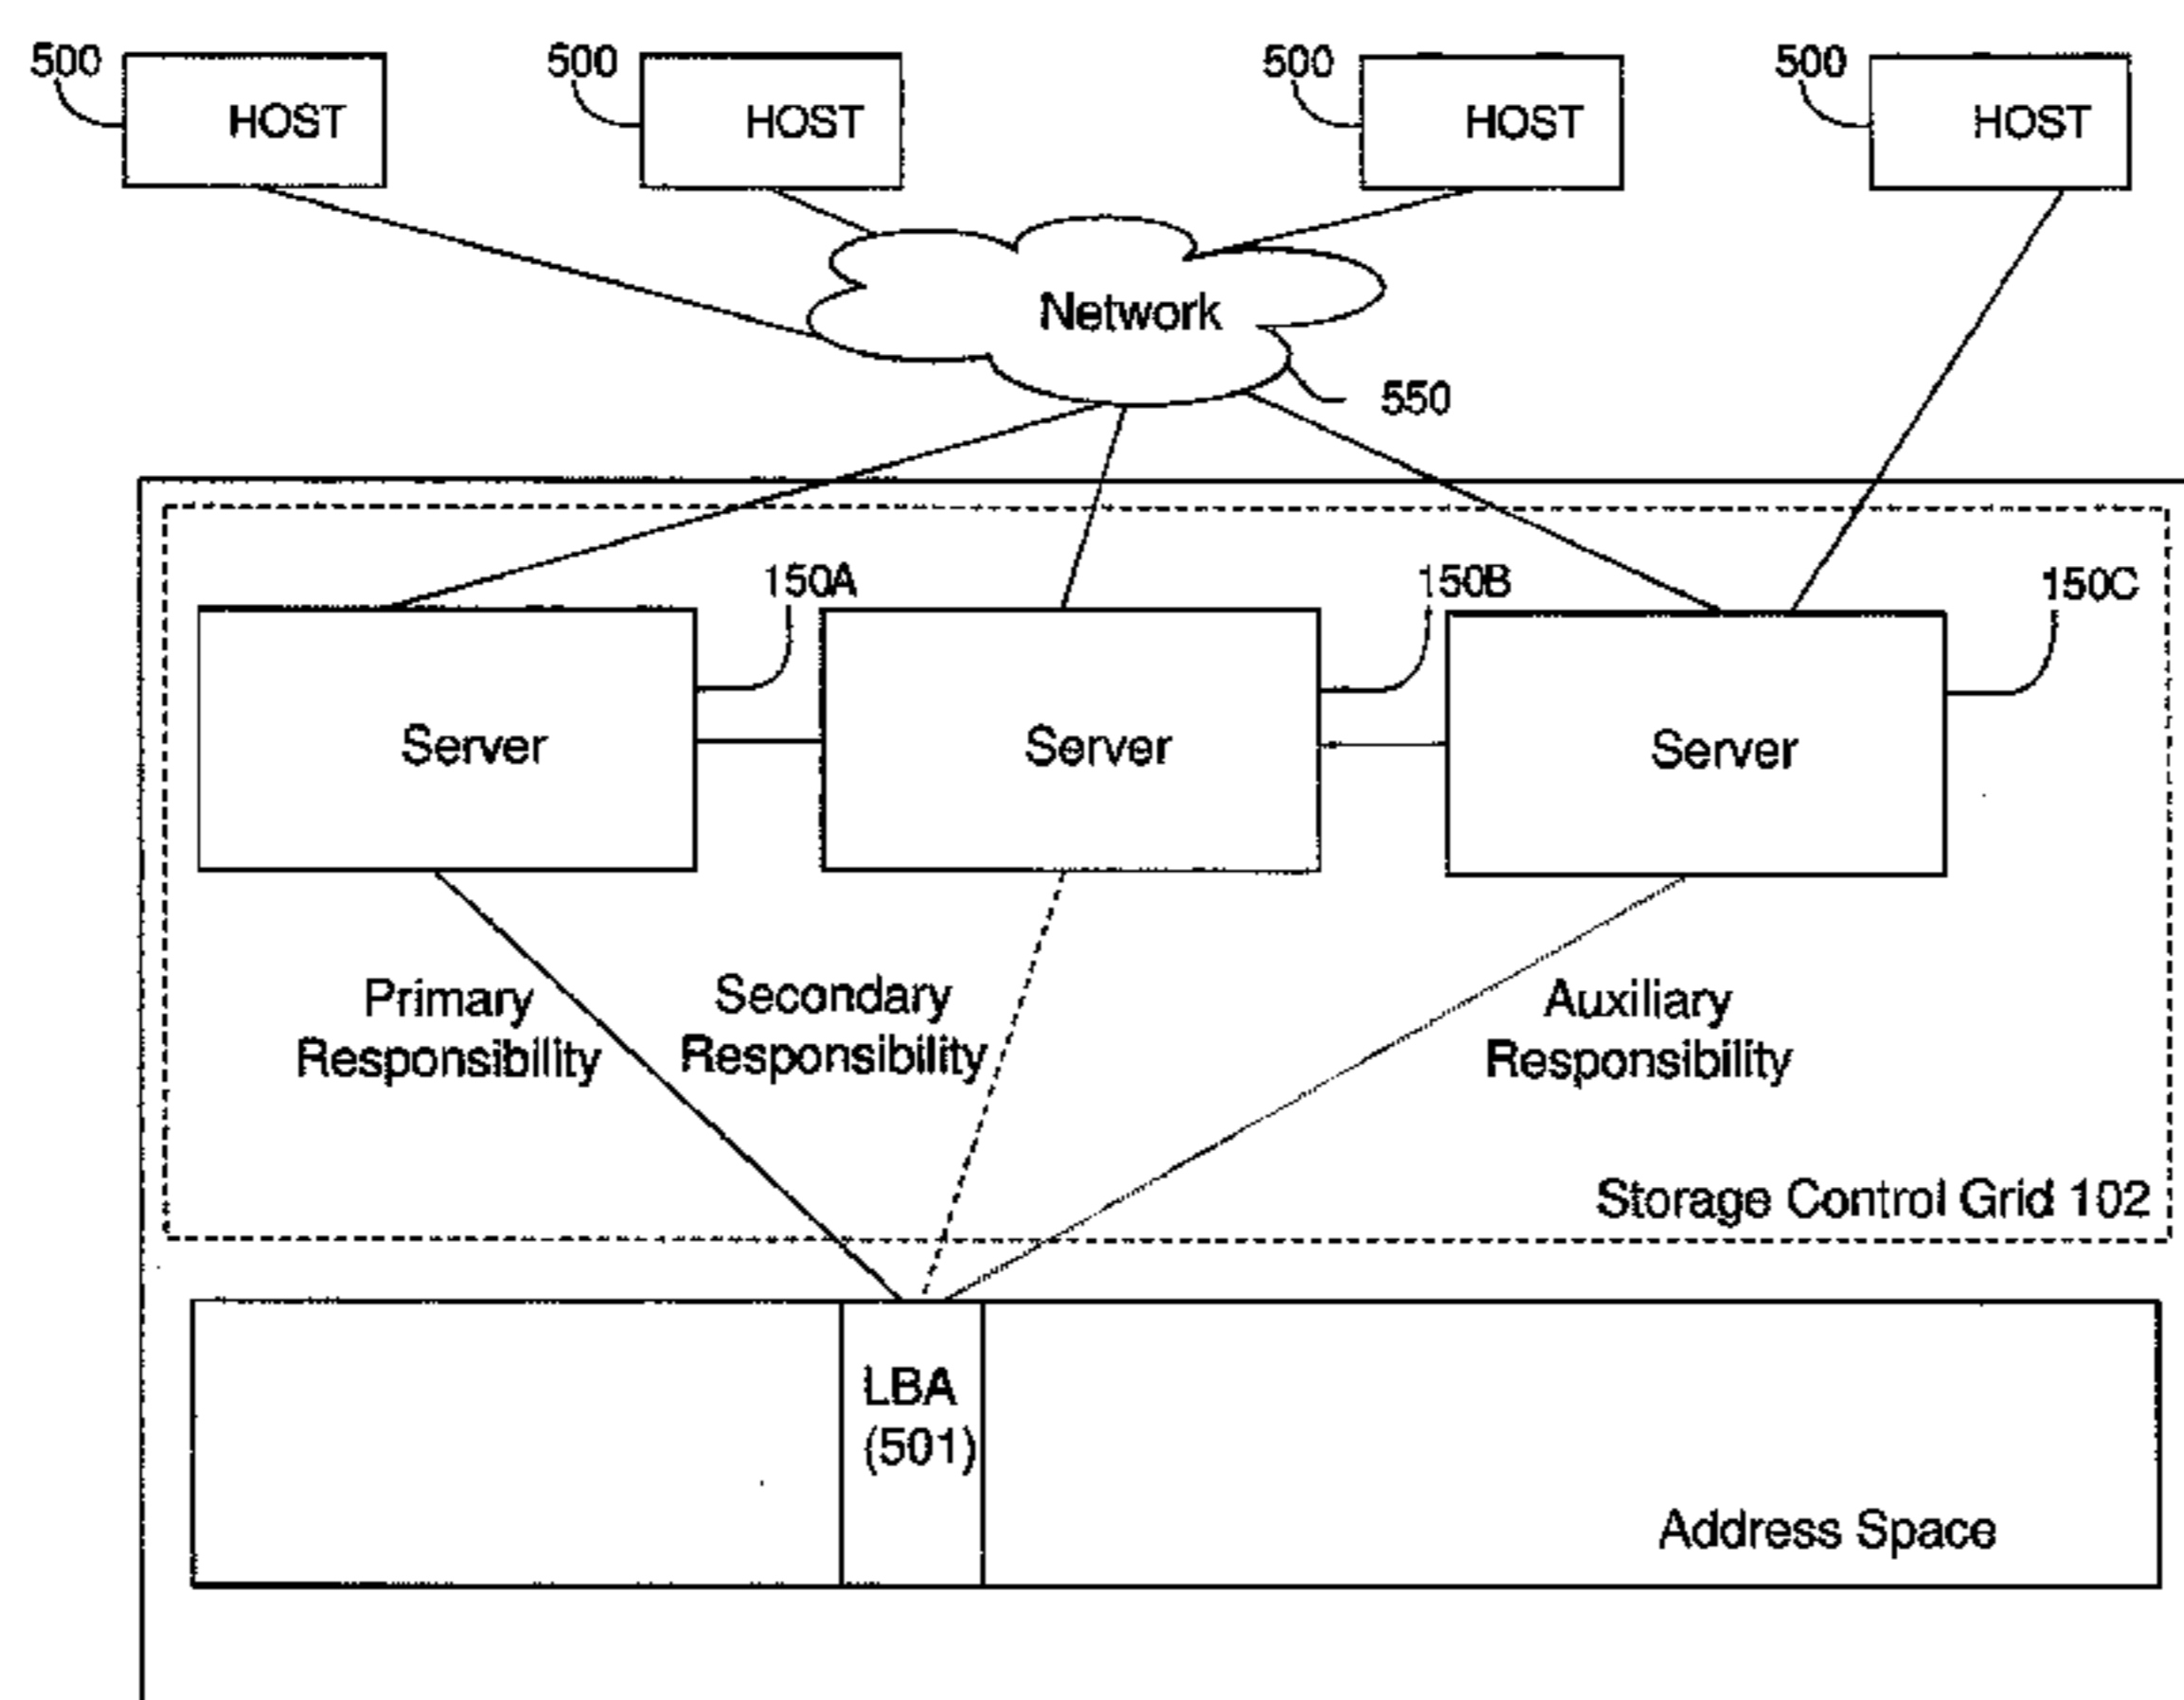 500
HOST
500
HOST
500
HOST
500
HOST
Network
550
150A
150B
150C
Server
Server
Server
Primary
Responsibility
Secondary
Responsibility
Auxiliary
Responsibility
Storage Control Grid 102
LBA
(501)
Address Space